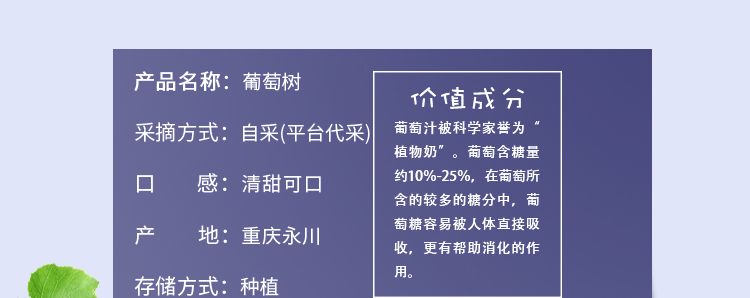 产品名称：葡萄树
采摘方式：自采(平台代采)
口 感：清甜可口
产 地：重庆永川
存储方式：种植
价值成分
葡萄汁被科学家誉为“
植物奶”。葡萄含糖量
约10%-25%，在葡萄所
含的较多的糖分中，葡
萄糖容易被人体直接吸
收，更有帮助消化的作
用。